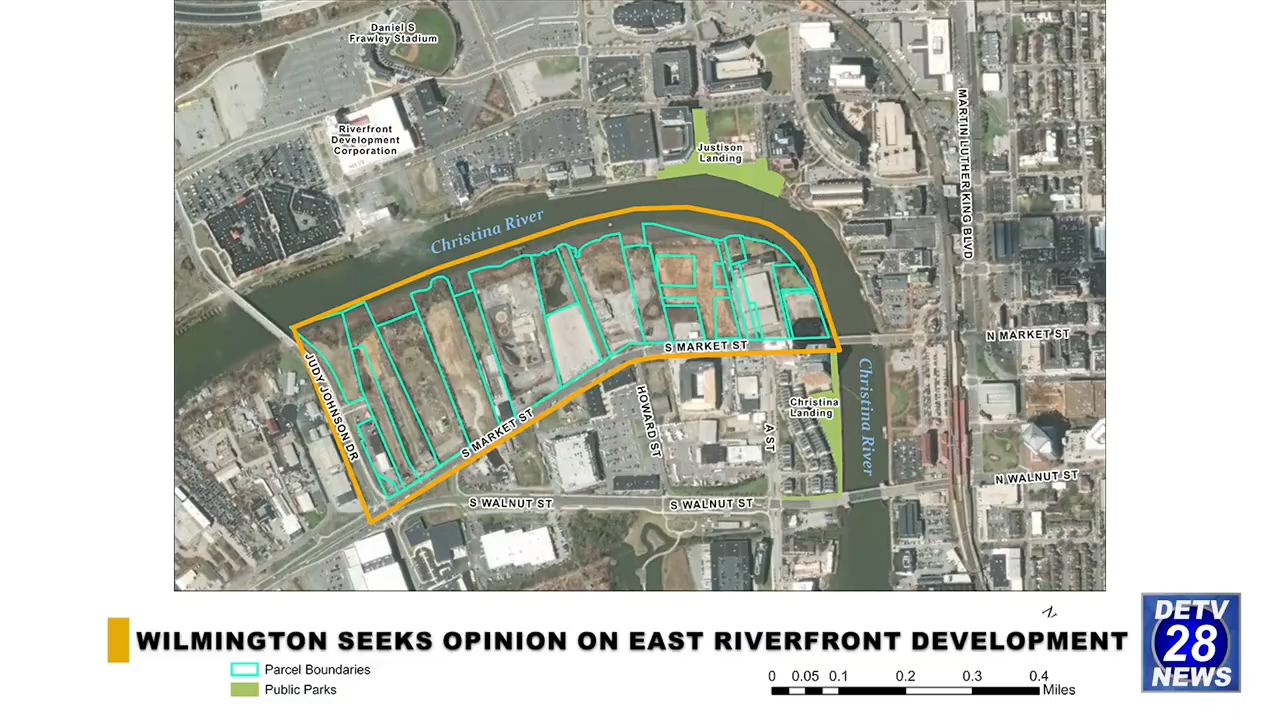 Daniel S
Frawley Stadium
Riverfront
Development
Corporation
Justison
Landing
MARTIN LUTHER KING BLVD
Christina River
JUDY JOHNSON DR
S MARKET ST
S MARKET ST
N MARKET ST
HOWARD ST
A ST
Christina
Landing
Christina River
S WALNUT ST
S WALNUT ST
N WALNUT ST
N
WILMINGTON SEEKS OPINION ON EAST RIVERFRONT DEVELOPMENT
Parcel Boundaries
Public Parks
0 0.05 0.1 0.2 0.3 0.4
Miles
DETV
28
NEWS